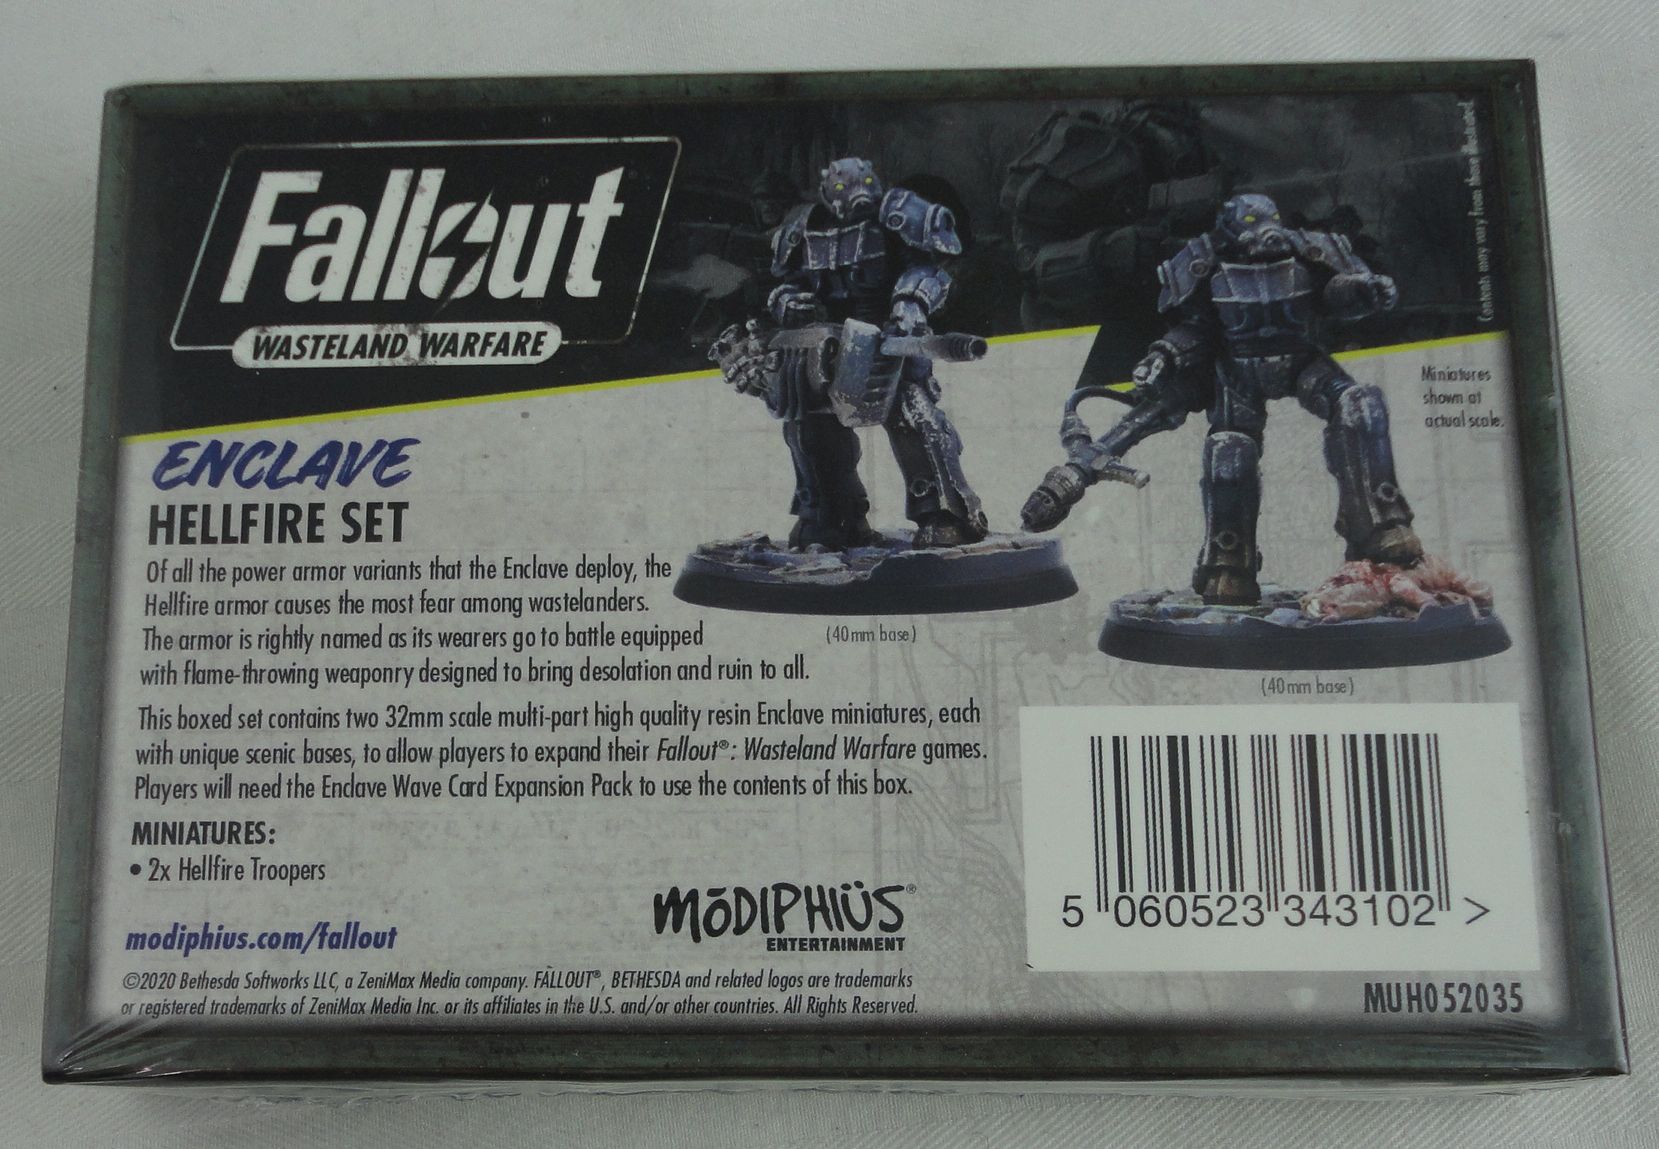 Fallout
WASTELAND WARFARE
Contents may vary from those illustrated.
Miniatures
shown at
actual scale.
ENCLAVE
HELLFIRE SET
Of all the power armor variants that the Enclave deploy, the
Hellfire armor causes the most fear among wastelanders.
The armor is rightly named as its wearers go to battle equipped
with flame-throwing weaponry designed to bring desolation and ruin to all.
(40mm base)
(40mm base)
This boxed set contains two 32mm scale multi-part high quality resin Enclave miniatures, each
with unique scenic bases, to allow players to expand their Fallout®: Wasteland Warfare games.
Players will need the Enclave Wave Card Expansion Pack to use the contents of this box.
MINIATURES:
• 2x Hellfire Troopers
modiphius.com/fallout
MōDIPHIÜS®
ENTERTAINMENT
©2020 Bethesda Softworks LLC, a ZeniMax Media company. FALLOUT®, BETHESDA and related logos are trademarks
or registered trademarks of ZeniMax Media Inc. or its affiliates in the U.S. and/or other countries. All Rights Reserved.
5 060523 343102 >
MUH052035